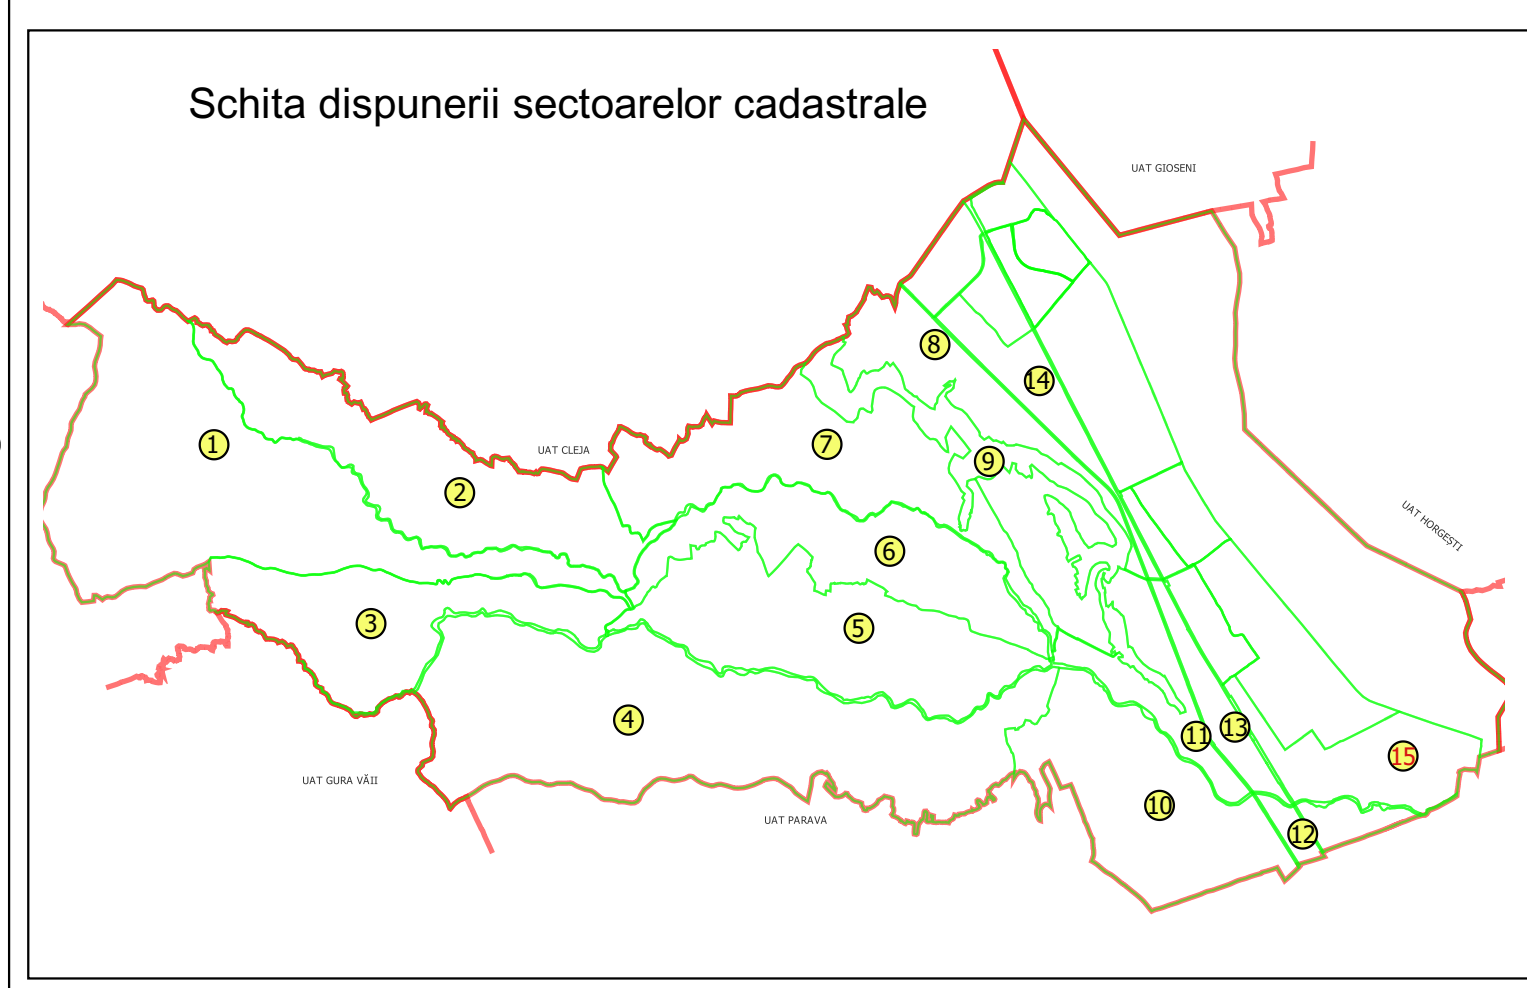 Schita dispunerii sectoarelor cadastrale
UAT GIOSENI
8
14
1
UAT CLEJA
7
9
2
UAT HORGEȘTI
6
3
5
4
11
13
15
UAT GURA VĂII
10
UAT PARAVA
12